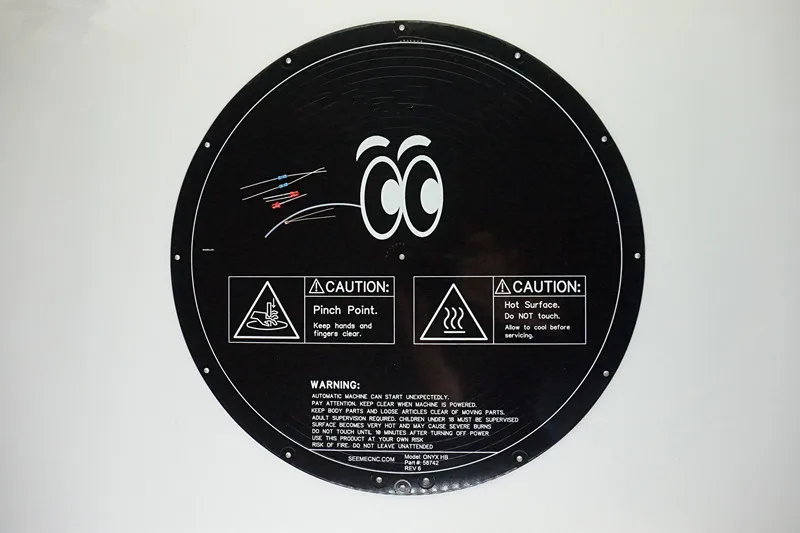 CAUTION:
Pinch Point.
Keep hands and
fingers clear.
CAUTION:
Hot Surface.
Do NOT touch.
Allow to cool before
servicing.
WARNING:
AUTOMATIC MACHINE CAN START UNEXPECTEDLY.
PAY ATTENTION. KEEP CLEAR WHEN MACHINE IS POWERED.
KEEP BODY PARTS AND LOOSE ARTICLES CLEAR OF MOVING PARTS.
ADULT SUPERVISION REQUIRED. CHILDREN UNDER 18 MUST BE SUPERVISED
SURFACE BECOMES VERY HOT AND MAY CAUSE SEVERE BURNS
DO NOT TOUCH UNTIL 10 MINUTES AFTER TURNING OFF POWER
USE THIS PRODUCT AT YOUR OWN RISK
RISK OF FIRE. DO NOT LEAVE UNATTENDED
SEEMECNC.COM
Model: ONYX HB
Part #: 58742
REV 6